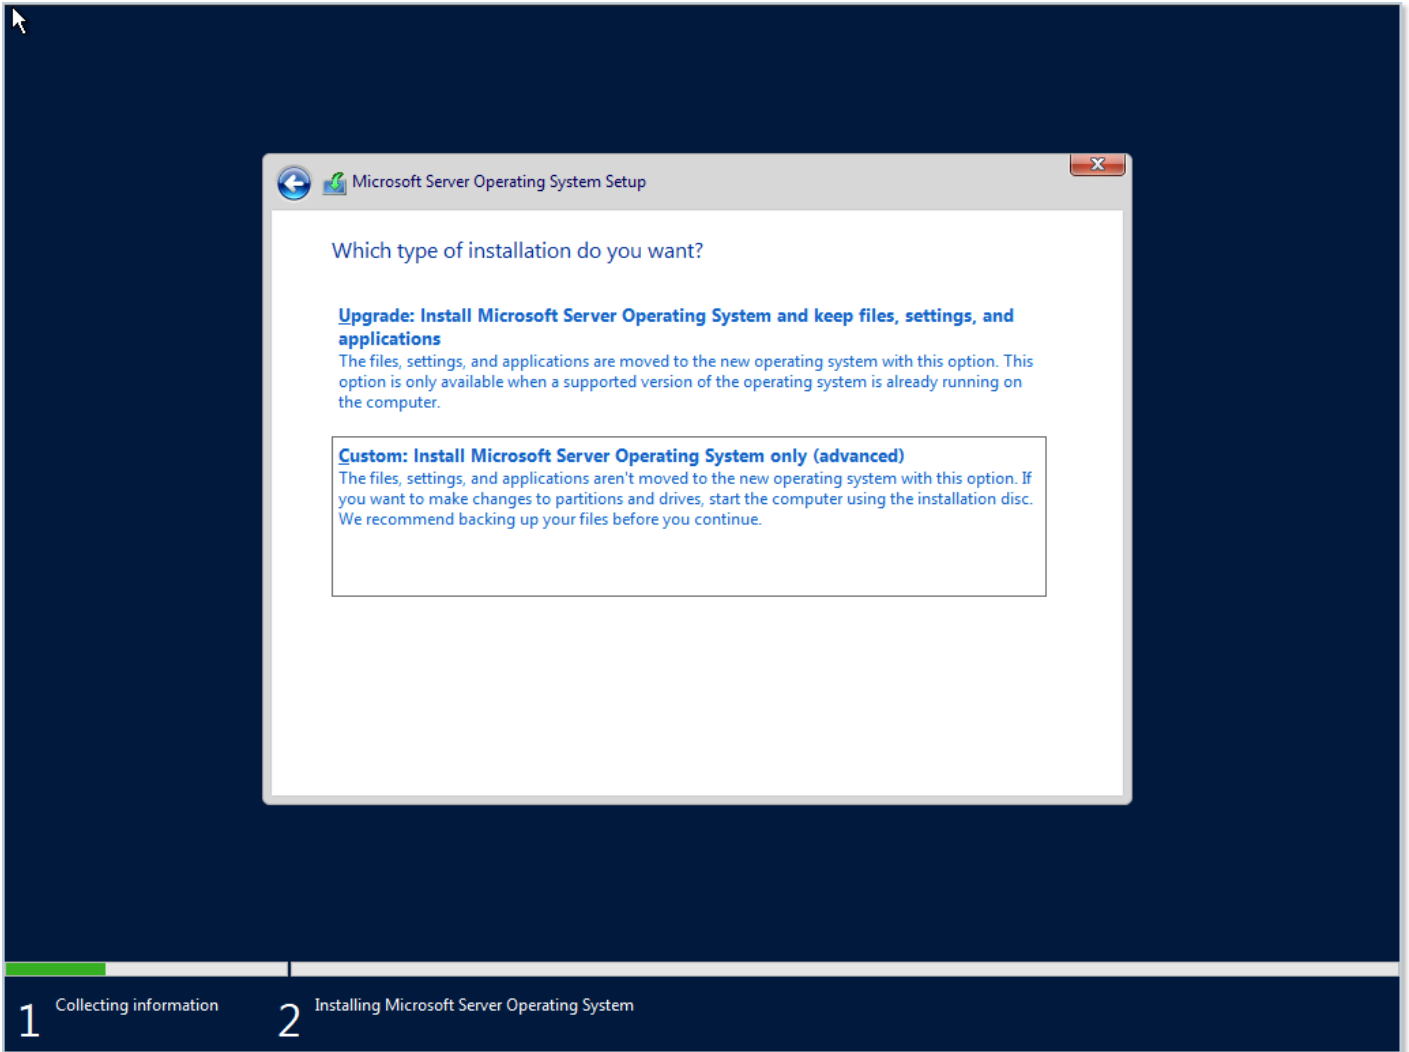 Microsoft Server Operating System Setup
Which type of installation do you want?
Upgrade: Install Microsoft Server Operating System and keep files, settings, and
applications
The files, settings, and applications are moved to the new operating system with this option. This
option is only available when a supported version of the operating system is already running on
the computer.
Custom: Install Microsoft Server Operating System only (advanced)
The files, settings, and applications aren't moved to the new operating system with this option. If
you want to make changes to partitions and drives, start the computer using the installation disc.
We recommend backing up your files before you continue.
1 Collecting information
2 Installing Microsoft Server Operating System